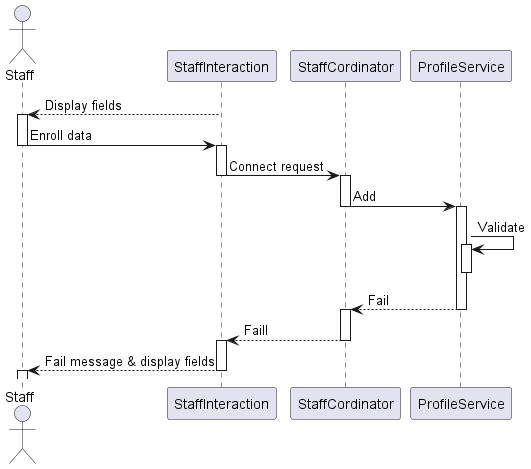 Staff
StaffInteraction
StaffCordinator
ProfileService
Display fields
Enroll data
Connect request
Add
Validate
Fail
Faill
Fail message & display fields
Staff
StaffInteraction
StaffCordinator
ProfileService